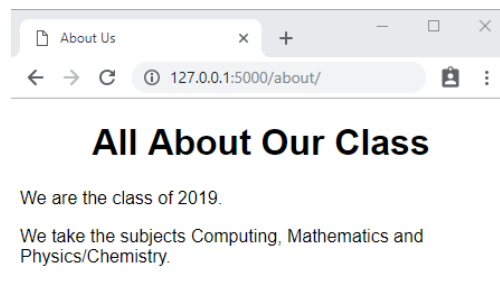 About Us
127.0.0.1:5000/about/
All About Our Class
We are the class of 2019.
We take the subjects Computing, Mathematics and
Physics/Chemistry.